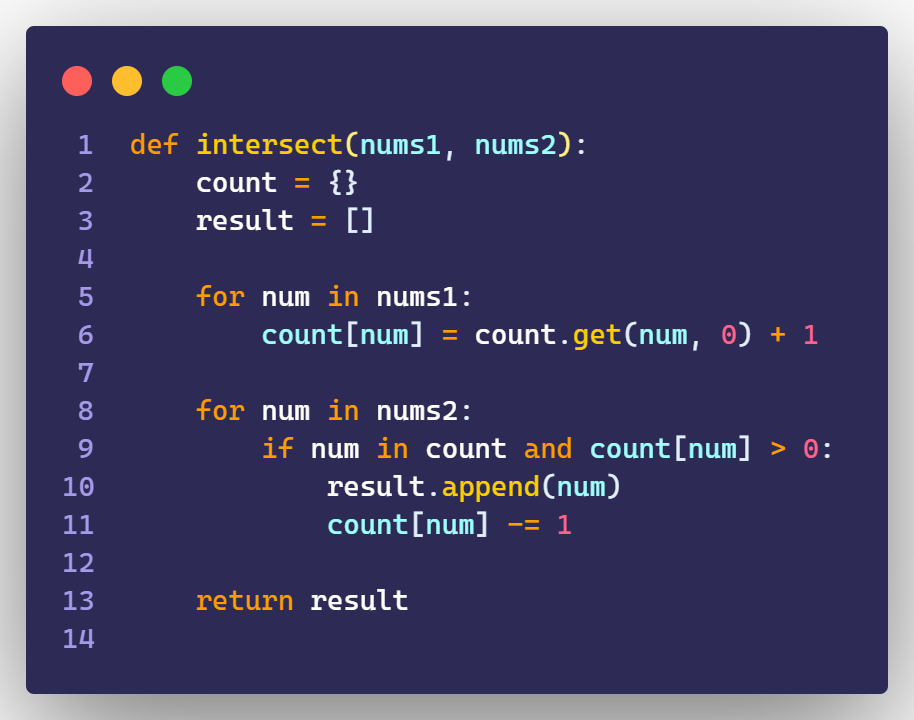 1 def intersect(nums1, nums2):
2     count = {}
3     result = []
4
5     for num in nums1:
6         count[num] = count.get(num, 0) + 1
7
8     for num in nums2:
9         if num in count and count[num] > 0:
10             result.append(num)
11             count[num] -= 1
12
13     return result
14